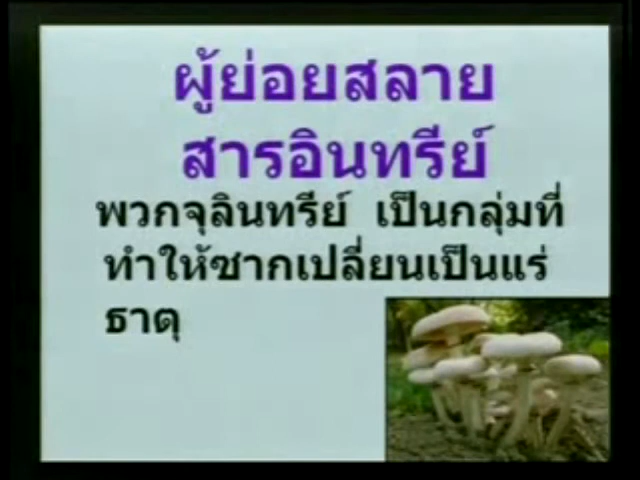 ผู้ย่อยสลาย
สารอินทรีย์
พวกจุลินทรีย์ เป็นกลุ่มที่
ทำให้ซากเปลี่ยนเป็นแร่
ธาตุ